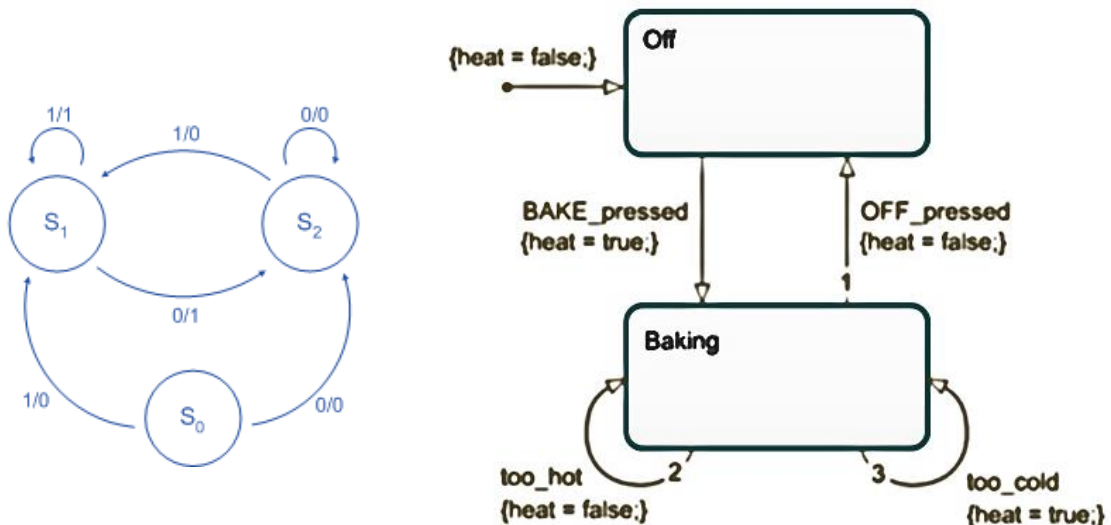 1/1
1/0
0/0
S₁
S₂
0/1
1/0
S₀
0/0
{heat = false;}
Off
BAKE_pressed
{heat = true;}
OFF_pressed
{heat = false;}
1
Baking
too_hot
{heat = false;}
2
3
too_cold
{heat = true;}